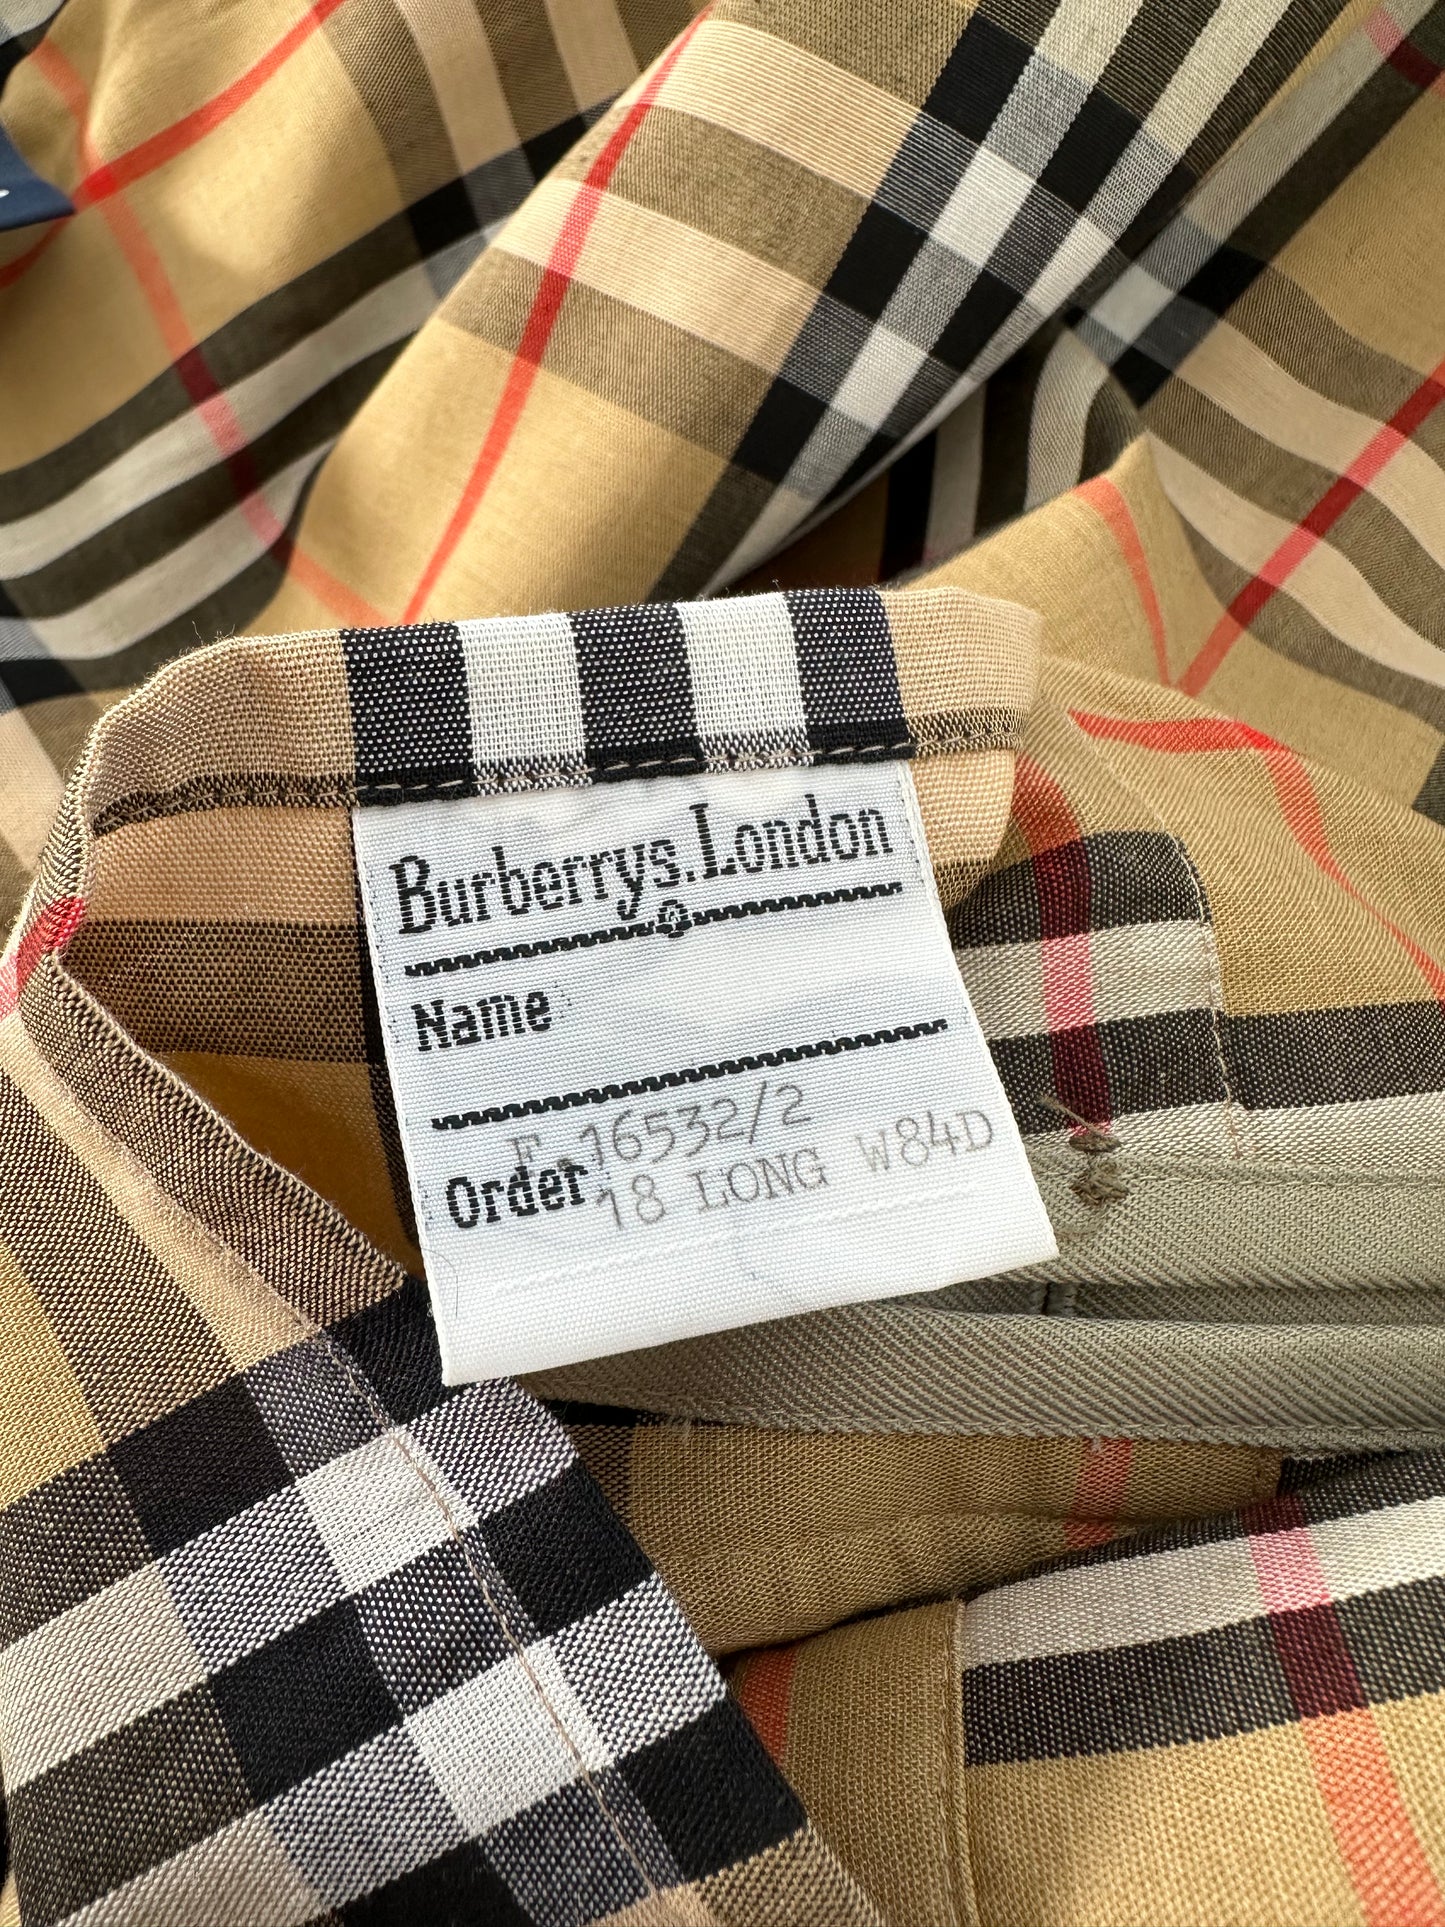 Burberrys.London
Name
F.16532/2
Order 18 LONG W84D